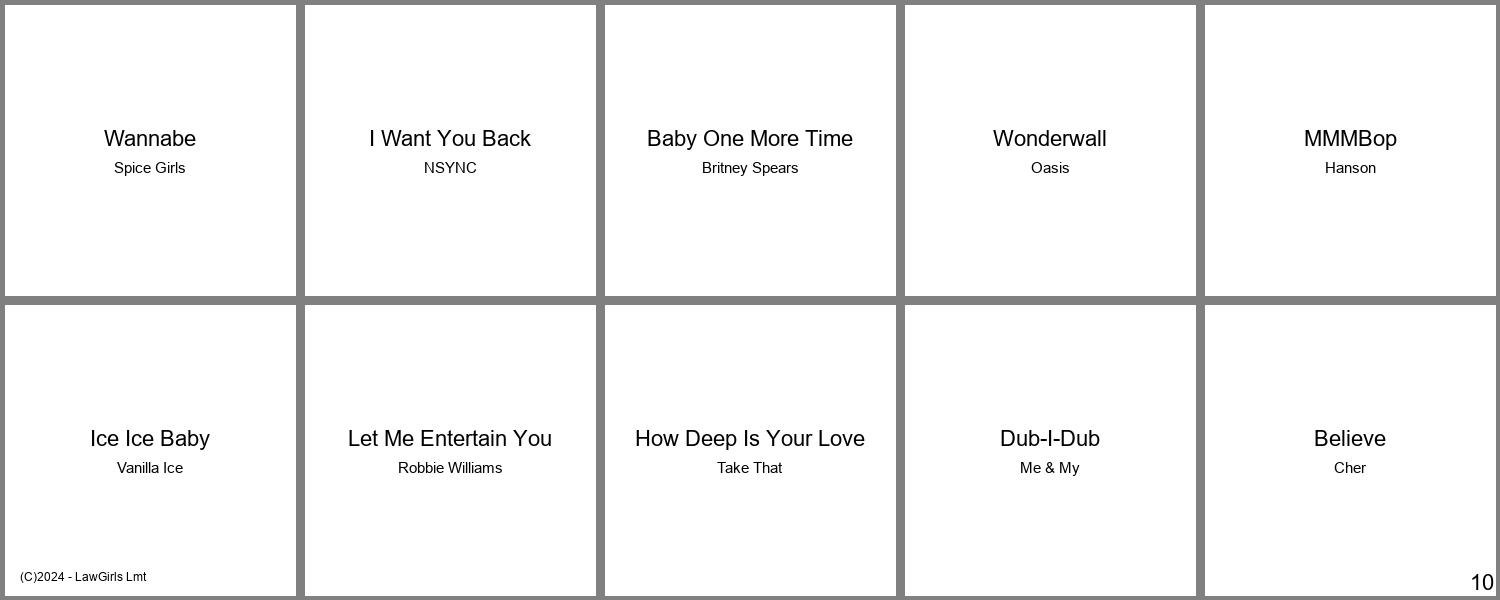 Wannabe
Spice Girls
I Want You Back
NSYNC
Baby One More Time
Britney Spears
Wonderwall
Oasis
MMMBop
Hanson
Ice Ice Baby
Vanilla Ice
Let Me Entertain You
Robbie Williams
How Deep Is Your Love
Take That
Dub-I-Dub
Me & My
Believe
Cher
(C)2024 - LawGirls Lmt
10